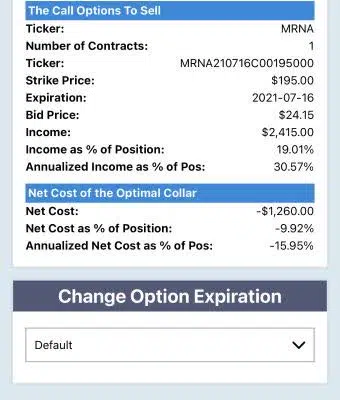 The Call Options To Sell
Ticker: MRNA
Number of Contracts: 1
Ticker: MRNA210716C00195000
Strike Price: $195.00
Expiration: 2021-07-16
Bid Price: $24.15
Income: $2,415.00
Income as % of Position: 19.01%
Annualized Income as % of Pos: 30.57%
Net Cost of the Optimal Collar
Net Cost: -$1,260.00
Net Cost as % of Position: -9.92%
Annualized Net Cost as % of Pos: -15.95%
Change Option Expiration
Default